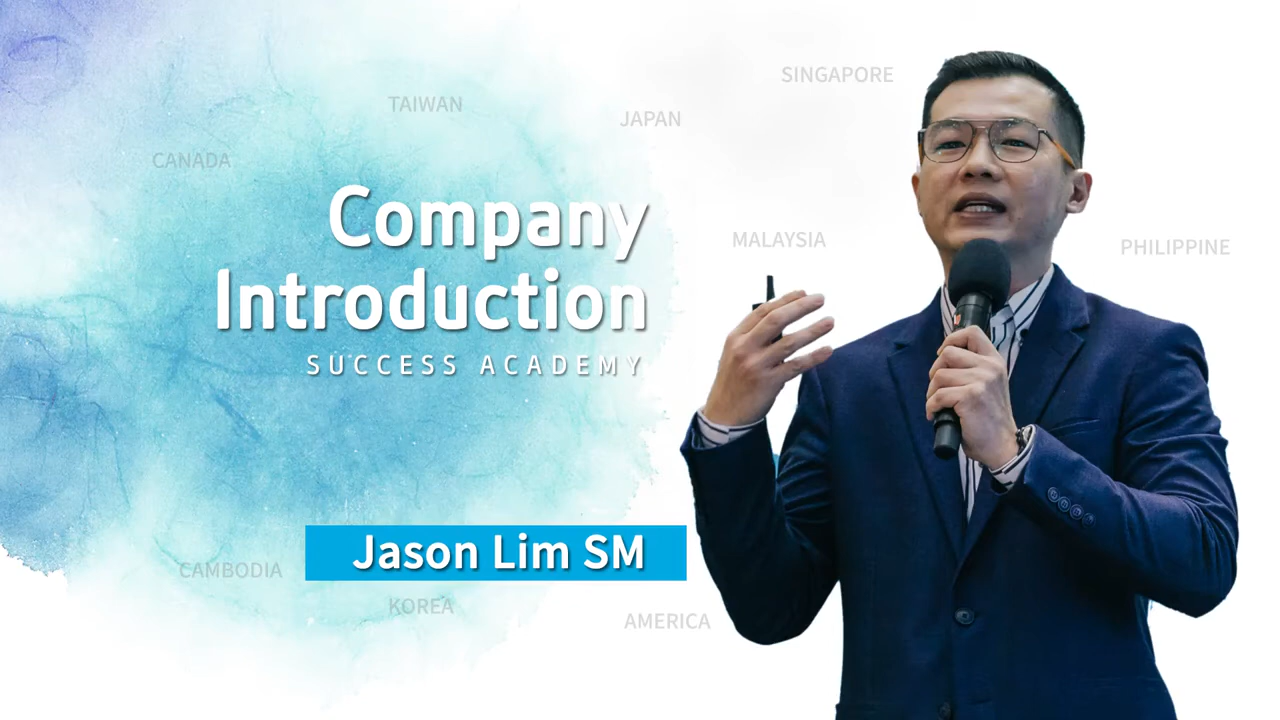 SINGAPORE
TAIWAN
JAPAN
CANADA
Company
Introduction
MALAYSIA
PHILIPPINE
SUCCESS ACADEMY
Jason Lim SM
CAMBODIA
KOREA
AMERICA